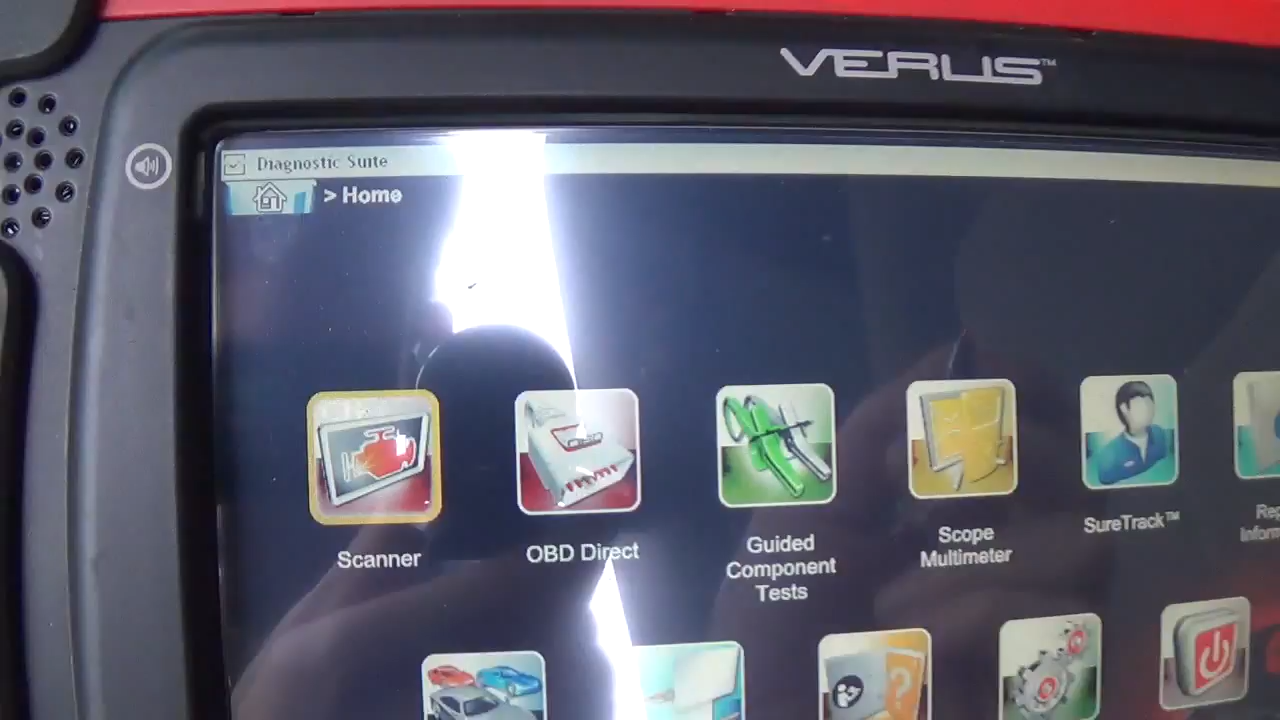 VERUS™
Diagnostic Suite
> Home
Scanner
OBD Direct
Guided
Component
Tests
Scope
Multimeter
SureTrack™